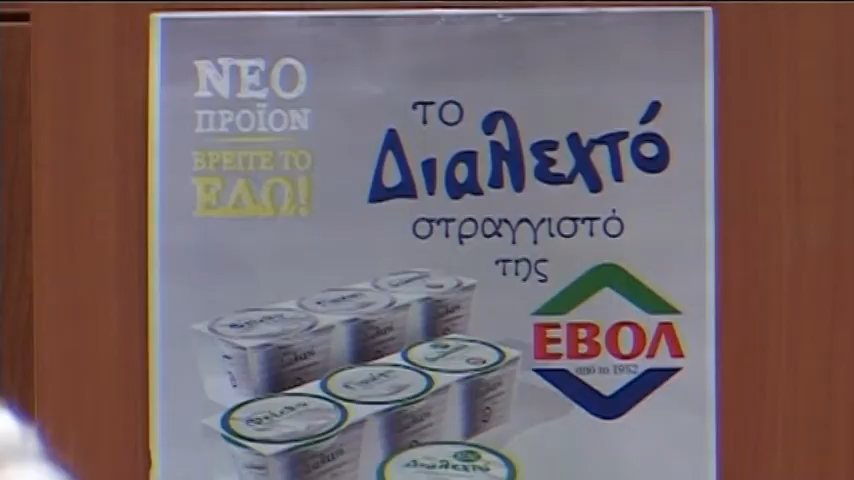 ΝΕΟ
ΠΡΟΪΟΝ
ΒΡΕΙΤΕ ΤΟ
ΕΔΩ!
το
Διαλεχτό
στραγγιστό
της
ΕΒΟΛ
από το 1952
Διαλεχτό